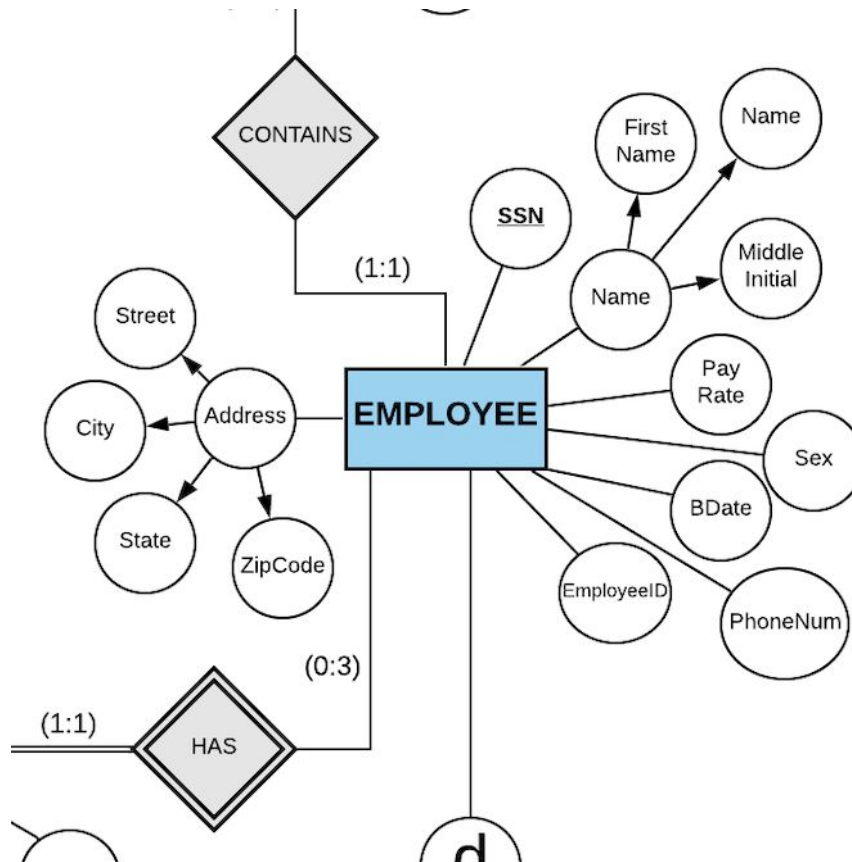 CONTAINS
First
Name
Name
SSN
Middle
Initial
(1:1)
Name
Street
Pay
Rate
Address
EMPLOYEE
City
Sex
BDate
State
ZipCode
EmployeeID
PhoneNum
(0:3)
(1:1)
HAS
d